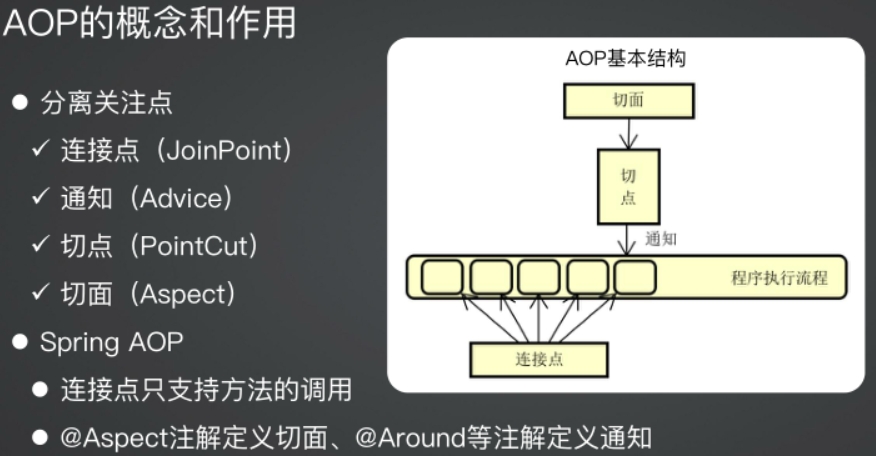 AOP的概念和作用
分离关注点
连接点（JoinPoint）
通知（Advice）
切点（PointCut）
切面（Aspect）
Spring AOP
连接点只支持方法的调用
@Aspect注解定义切面、@Around等注解定义通知
AOP基本结构
切面
切
点
通知
程序执行流程
连接点